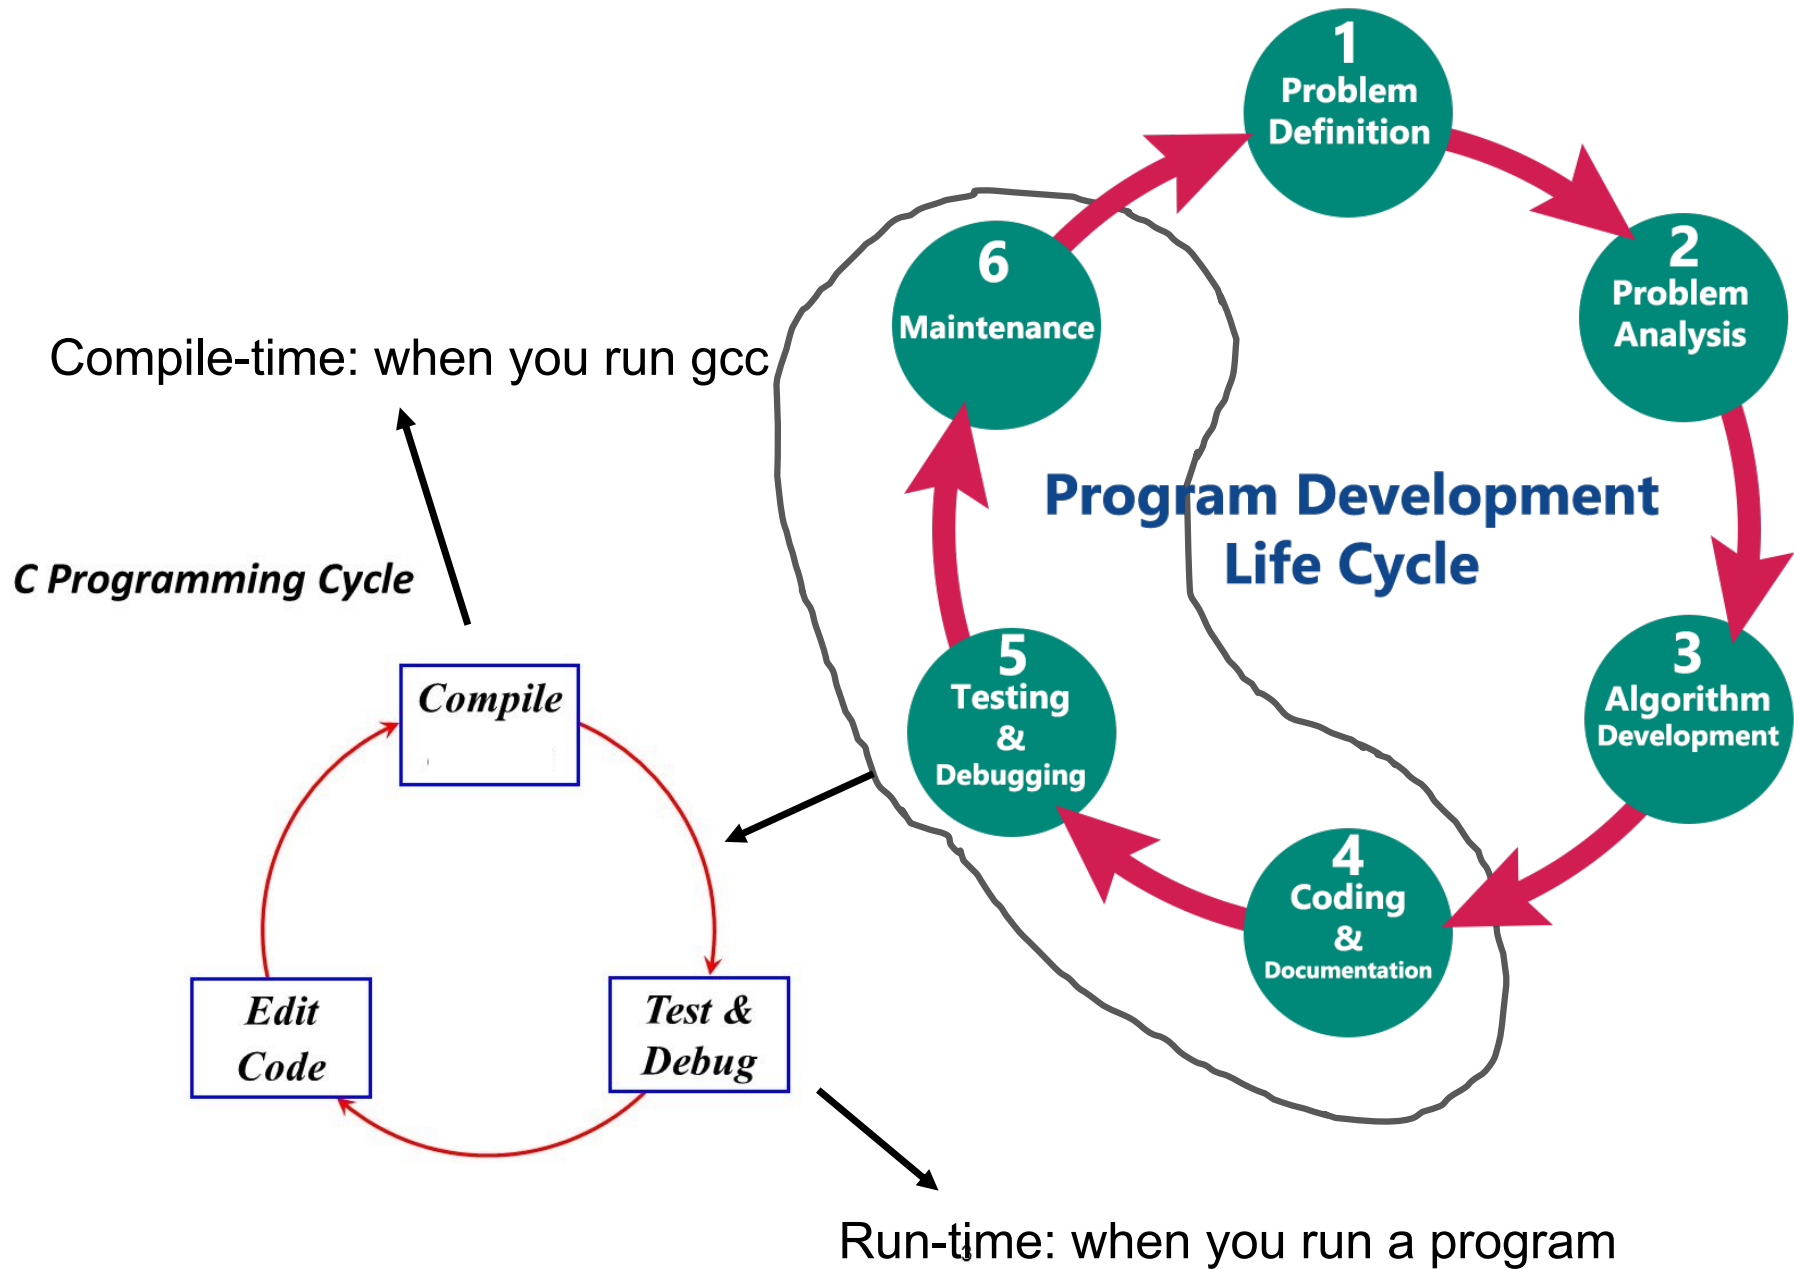 1
Problem
Definition
2
Problem
Analysis
6
Maintenance
Compile-time: when you run gcc
Program Development
Life Cycle
C Programming Cycle
5
Testing
&
Debugging
3
Algorithm
Development
Compile
4
Coding
&
Documentation
Edit
Code
Test &
Debug
Run-time: when you run a program
3